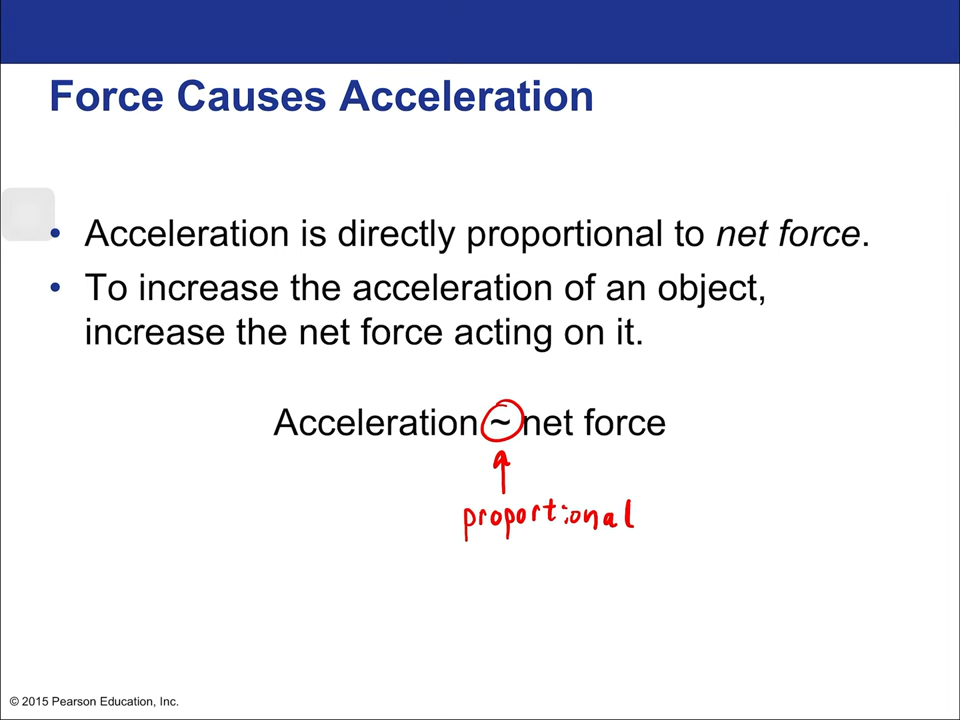 Force Causes Acceleration
• Acceleration is directly proportional to net force.
• To increase the acceleration of an object,
increase the net force acting on it.
Acceleration ~ net force
proportional
© 2015 Pearson Education, Inc.